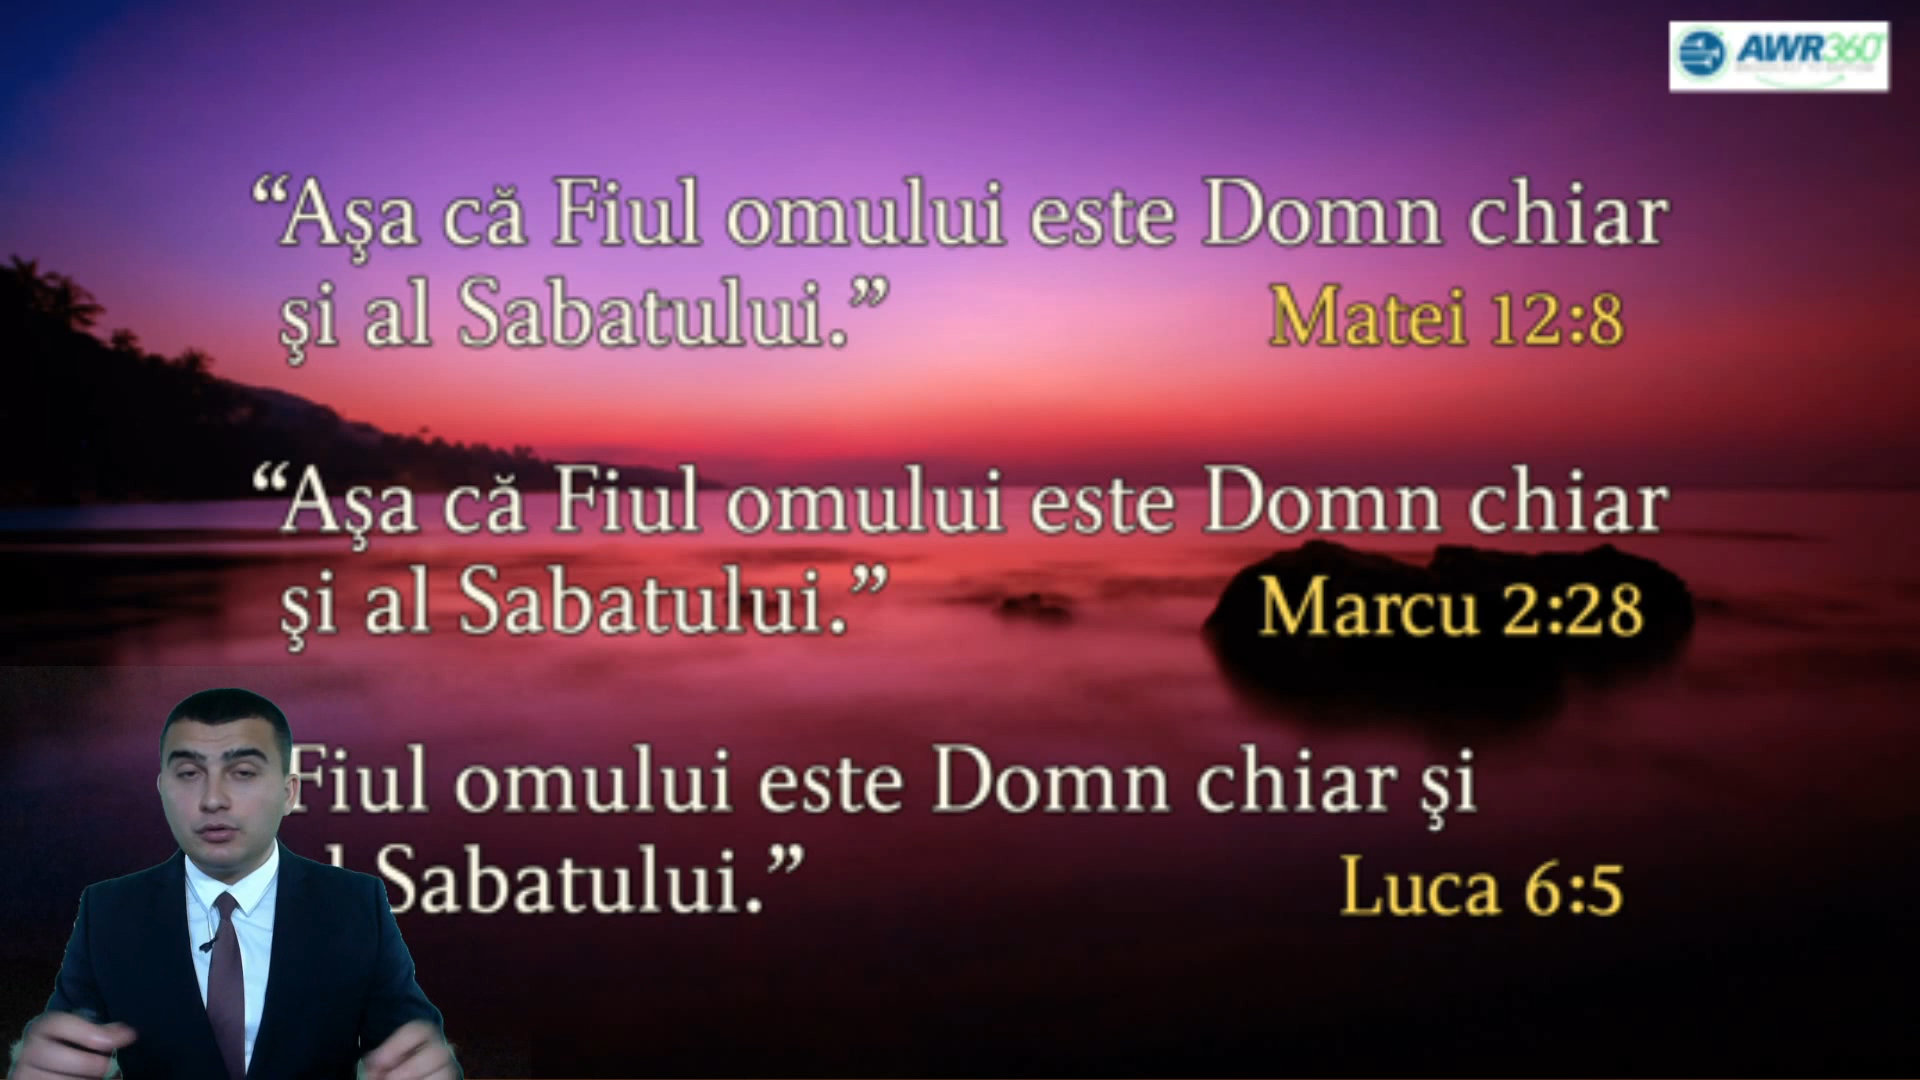 AWR360°
“Aşa că Fiul omului este Domn chiar
şi al Sabatului.” Matei 12:8
“Aşa că Fiul omului este Domn chiar
şi al Sabatului.” Marcu 2:28
Fiul omului este Domn chiar şi
Sabatului.” Luca 6:5